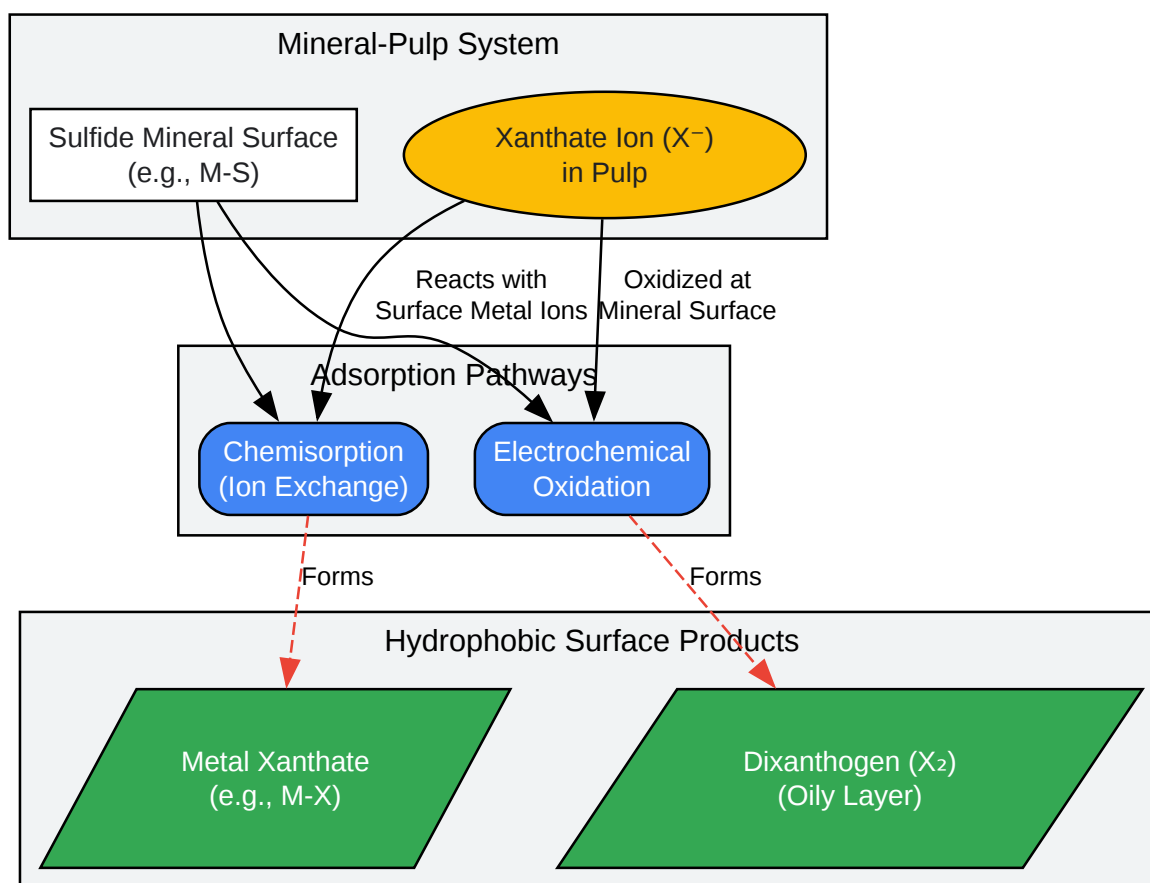 Mineral-Pulp System
Sulfide Mineral Surface
(e.g., M-S)
Xanthate Ion (X⁻)
in Pulp
Reacts with
Surface Metal Ions
Oxidized at
Mineral Surface
Adsorption Pathways
Chemisorption
(Ion Exchange)
Electrochemical
Oxidation
Forms
Forms
Hydrophobic Surface Products
Metal Xanthate
(e.g., M-X)
Dixanthogen (X₂)
(Oily Layer)